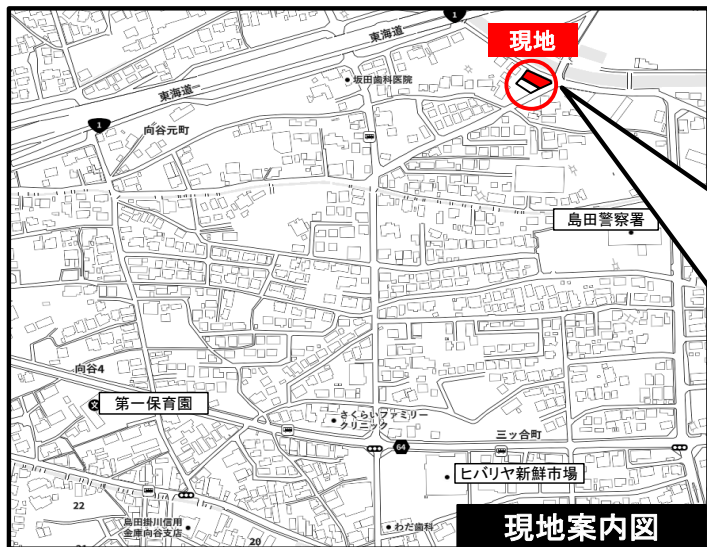 1
東海道
現地
坂田歯科医院
東海道
1
向谷元町
島田警察署
向谷4
文
第一保育園
さくらいファミリー
クリニック
64
三ッ合町
ヒバリヤ新鮮市場
22
島田掛川信用
金庫向谷支店
20
わだ歯科
現地案内図